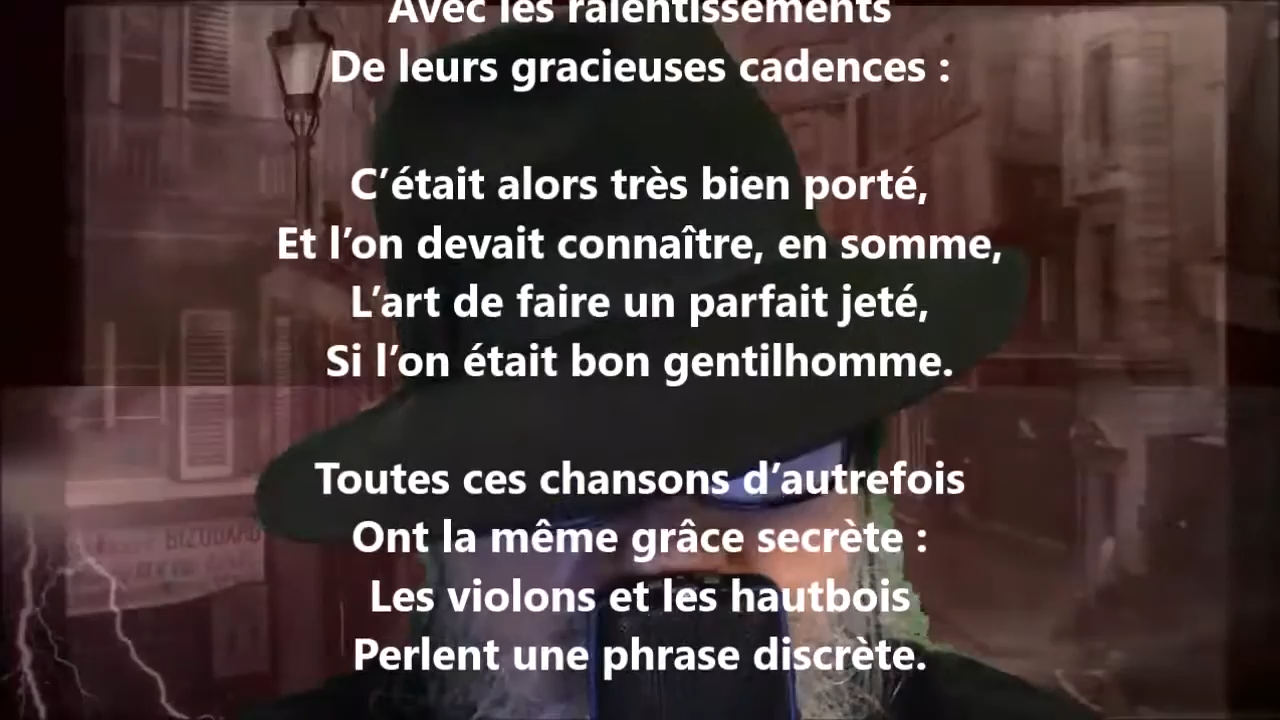 Avec les ralentissements
De leurs gracieuses cadences :
C’était alors très bien porté,
Et l’on devait connaître, en somme,
L’art de faire un parfait jeté,
Si l’on était bon gentilhomme.
Toutes ces chansons d’autrefois
Ont la même grâce secrète :
Les violons et les hautbois
Perlent une phrase discrète.